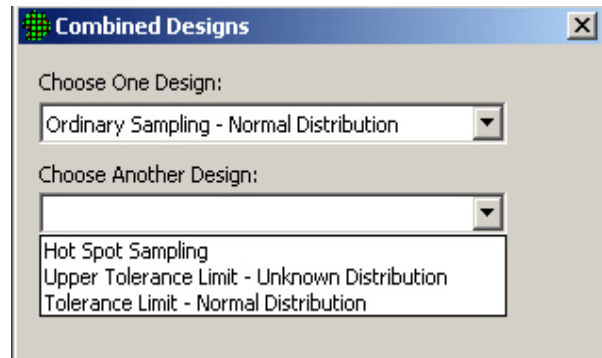 Combined Designs
Choose One Design:
Ordinary Sampling - Normal Distribution
Choose Another Design:
Hot Spot Sampling
Upper Tolerance Limit - Unknown Distribution
Tolerance Limit - Normal Distribution